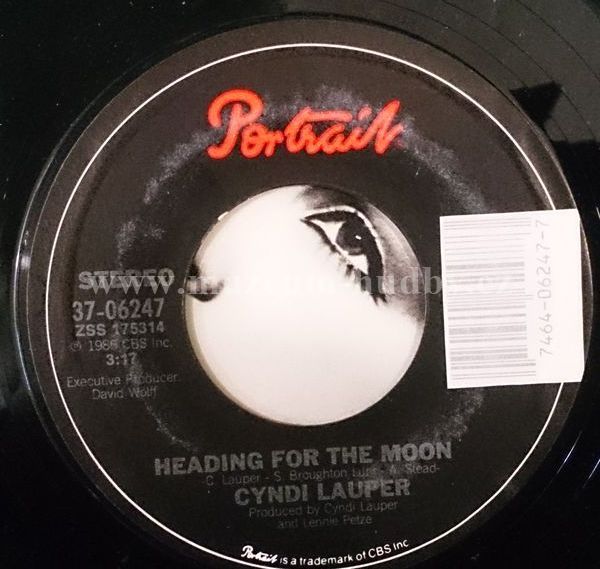 Portrait
STEREO
37-06247
ZSS 175314
℗ 1986 CBS Inc.
3:17
Executive Producer:
David Wolff
7464-06247-7
HEADING FOR THE MOON
-C. Lauper - S. Broughton Lunt - A. Stead-
CYNDI LAUPER
Produced by Cyndi Lauper
and Lennie Petze
Portrait is a trademark of CBS Inc.